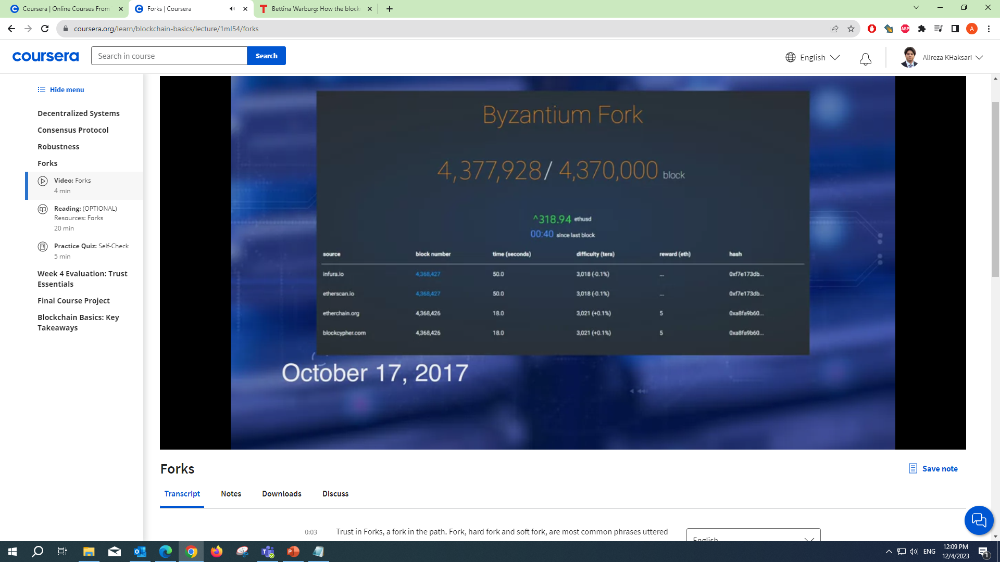 Coursera | Online Courses From
Forks | Coursera
Bettina Warburg: How the block
coursera.org/learn/blockchain-basics/lecture/1ml54/forks
ABP
A
coursera
Search in course
Search
English
Alireza KHaksari
Hide menu
Decentralized Systems
Consensus Protocol
Robustness
Forks
Video: Forks
4 min
Reading: (OPTIONAL)
Resources: Forks
20 min
Practice Quiz: Self-Check
5 min
Week 4 Evaluation: Trust
Essentials
Final Course Project
Blockchain Basics: Key
Takeaways
Byzantium Fork
4,377,928/ 4,370,000 block
^318.94 ethusd
00:40 since last block
source block number time (seconds) difficulty (tera) reward (eth) hash
infura.io 4,368,427 50.0 3,018 (-0.1%) ... 0xf7e173db...
etherscan.io 4,368,427 50.0 3,018 (-0.1%) ... 0xf7e173db...
etherchain.org 4,368,426 18.0 3,021 (+0.1%) 5 0xa8fa9b60...
blockcypher.com 4,368,426 18.0 3,021 (+0.1%) 5 0xa8fa9b60...
October 17, 2017
Forks
Save note
Transcript Notes Downloads Discuss
0:03 Trust in Forks, a fork in the path. Fork, hard fork and soft fork, are most common phrases uttered
English
ENG
12:09 PM
12/4/2023
1